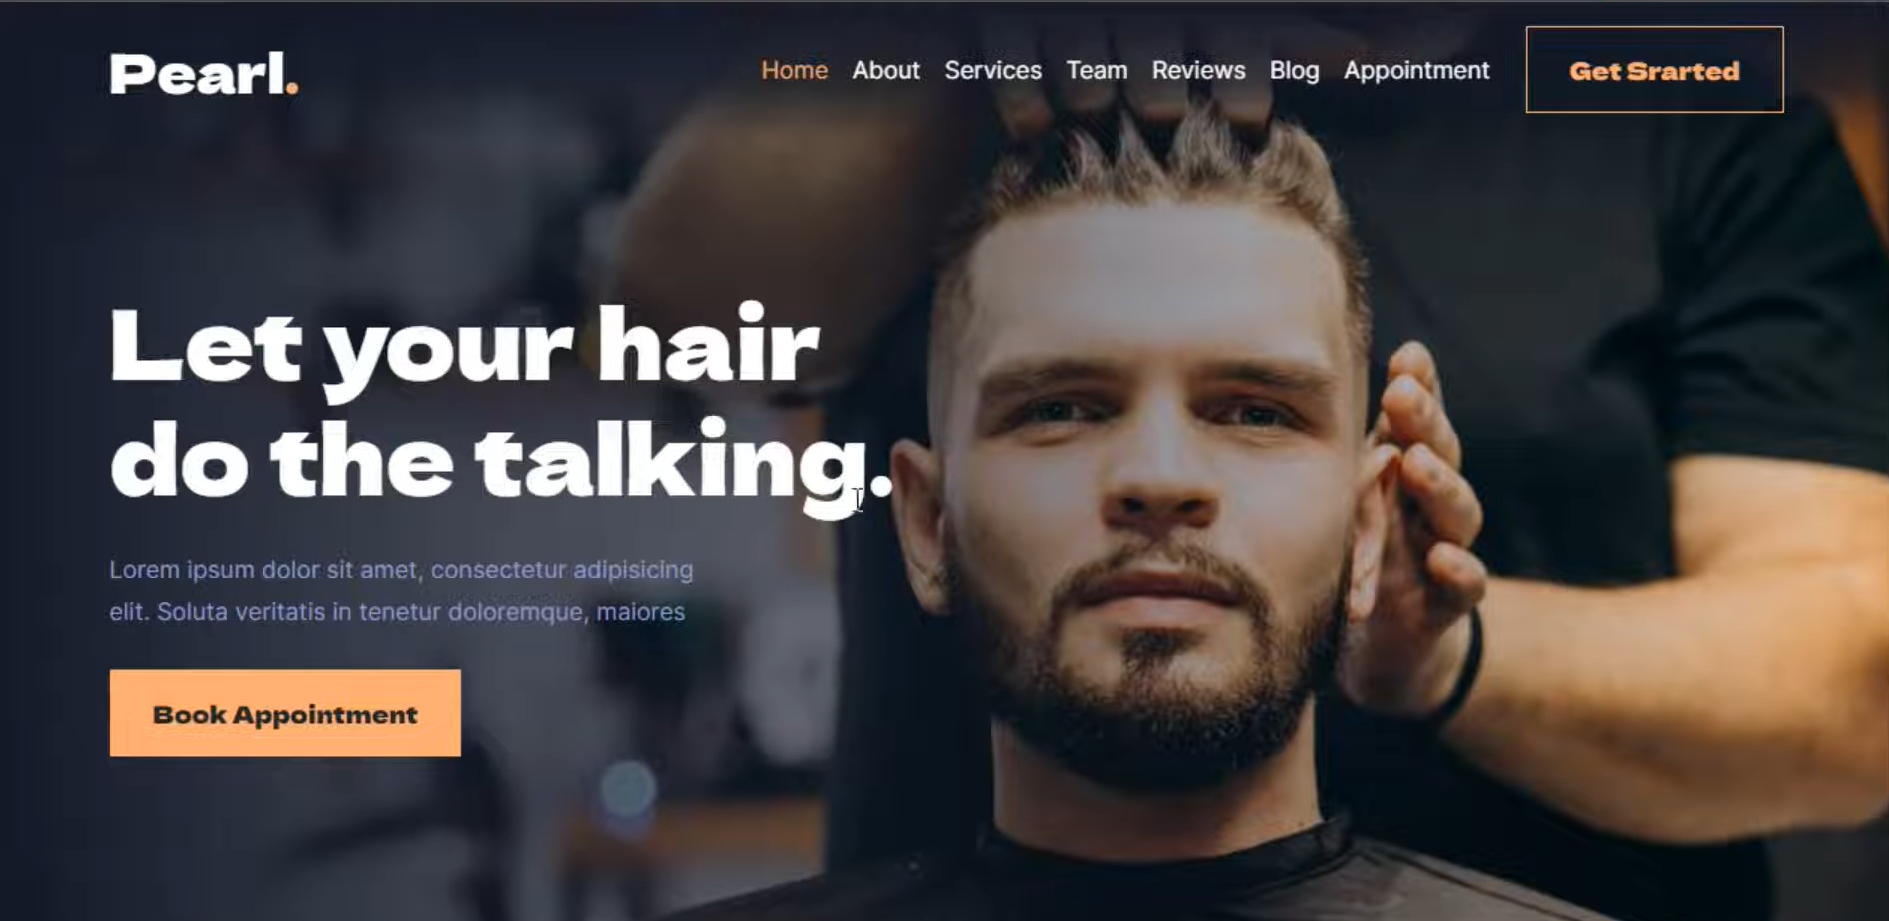 Pearl.
Home About Services Team Reviews Blog Appointment
Get Srarted
Let your hair
do the talking.
Lorem ipsum dolor sit amet, consectetur adipisicing
elit. Soluta veritatis in tenetur doloremque, maiores
Book Appointment